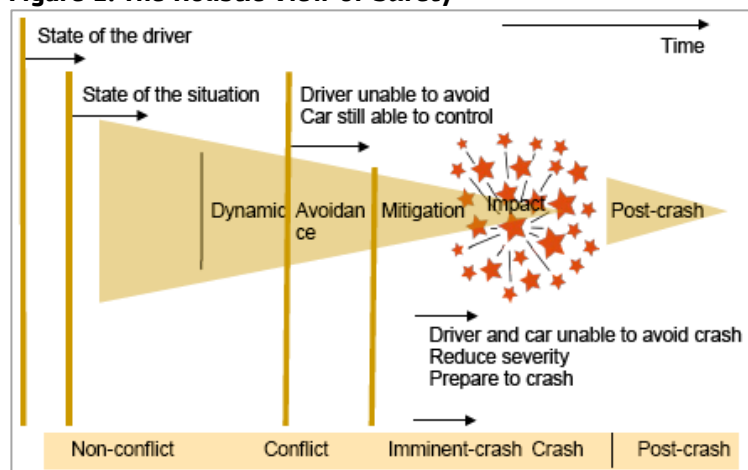 Figure 1. The Holistic View of Safety
State of the driver
Time
State of the situation
Driver unable to avoid
Car still able to control
Dynamic
Avoidan
ce
Mitigation
Impact
Post-crash
Driver and car unable to avoid crash
Reduce severity
Prepare to crash
Non-conflict
Conflict
Imminent-crash
Crash
Post-crash